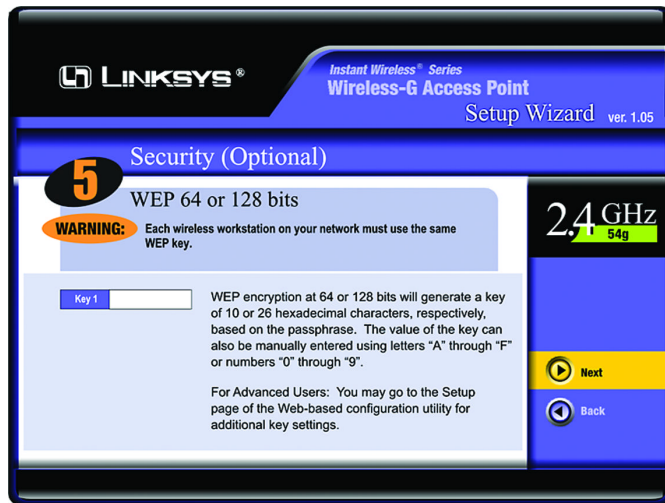 LINKSYS®
Instant Wireless® Series
Wireless-G Access Point
Setup Wizard ver. 1.05
5
Security (Optional)
WEP 64 or 128 bits
WARNING:
Each wireless workstation on your network must use the same
WEP key.
2.4 GHz
54g
Key 1
WEP encryption at 64 or 128 bits will generate a key
of 10 or 26 hexadecimal characters, respectively,
based on the passphrase. The value of the key can
also be manually entered using letters “A” through “F”
or numbers “0” through “9”.
For Advanced Users: You may go to the Setup
page of the Web-based configuration utility for
additional key settings.
Next
Back